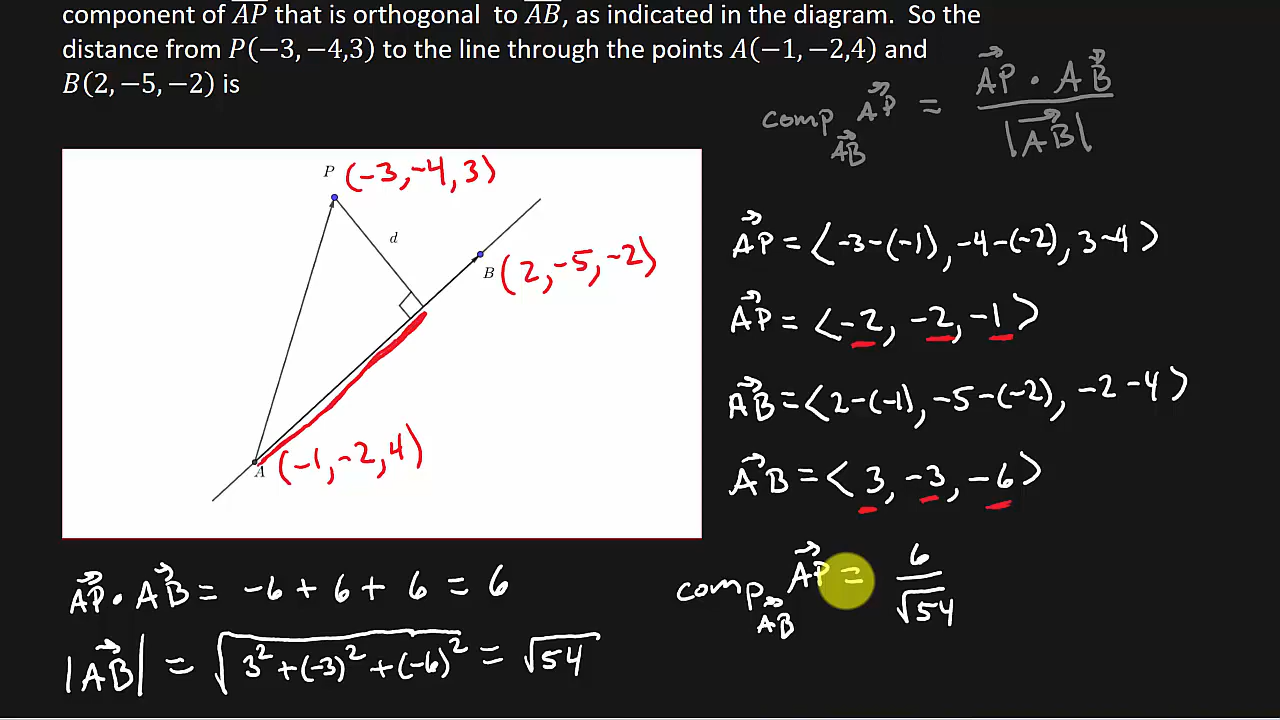 component of AP that is orthogonal to AB, as indicated in the diagram. So the
distance from P(−3, −4,3) to the line through the points A(−1, −2,4) and
B(2, −5, −2) is
comp_AB⃗ AP⃗ = AP⃗ · AB⃗ / |AB⃗|
P (-3, -4, 3)
d
B (2, -5, -2)
A (-1, -2, 4)
AP⃗ = ⟨-3-(-1), -4-(-2), 3-4⟩
AP⃗ = ⟨-2, -2, -1⟩
AB⃗ = ⟨2-(-1), -5-(-2), -2-4⟩
AB⃗ = ⟨3, -3, -6⟩
AP⃗ · AB⃗ = -6 + 6 + 6 = 6
|AB⃗| = √(3² + (-3)² + (-6)²) = √54
comp_AB⃗ AP⃗ = 6/√54